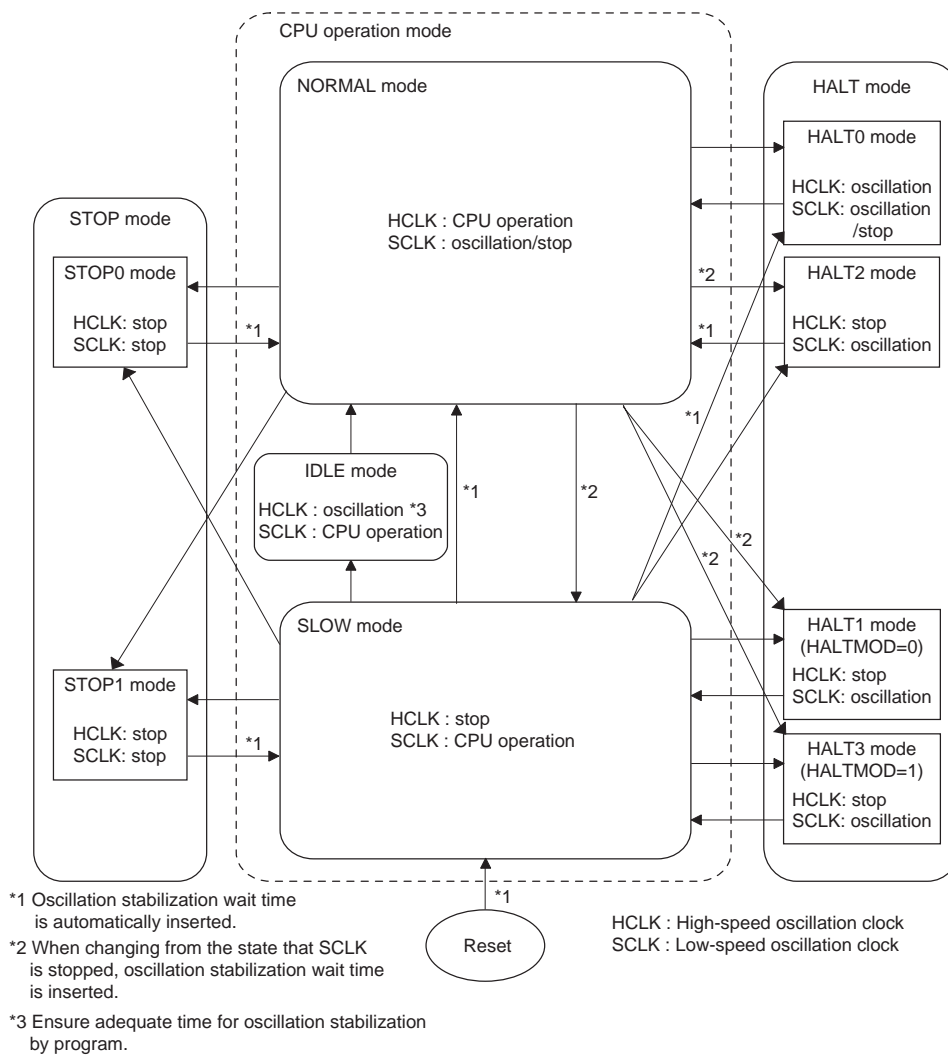 CPU operation mode
NORMAL mode
HCLK : CPU operation
SCLK : oscillation/stop
HALT mode
HALT0 mode
HCLK: oscillation
SCLK: oscillation
/stop
*2
HALT2 mode
HCLK: stop
SCLK: oscillation
*1
STOP mode
STOP0 mode
HCLK: stop
SCLK: stop
*1
*1
IDLE mode
HCLK : oscillation *3
SCLK : CPU operation
*1
*2
*2
*2
SLOW mode
HCLK : stop
SCLK : CPU operation
STOP1 mode
HCLK: stop
SCLK: stop
*1
HALT1 mode
(HALTMOD=0)
HCLK: stop
SCLK: oscillation
HALT3 mode
(HALTMOD=1)
HCLK: stop
SCLK: oscillation
*1
Reset
*1 Oscillation stabilization wait time
is automatically inserted.
*2 When changing from the state that SCLK
is stopped, oscillation stabilization wait time
is inserted.
*3 Ensure adequate time for oscillation stabilization
by program.
HCLK : High-speed oscillation clock
SCLK : Low-speed oscillation clock